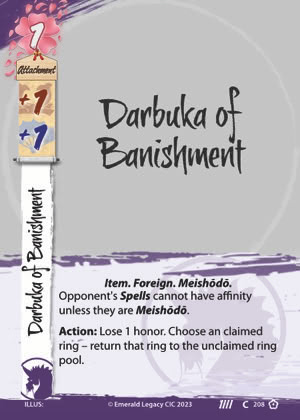 1
Attachment
+1
+1
Darbuka of
Banishment
Darbuka of Banishment
Item. Foreign. Meishōdō.
Opponent's Spells cannot have affinity
unless they are Meishōdō.
Action: Lose 1 honor. Choose an claimed
ring – return that ring to the unclaimed ring
pool.
ILLUS:
© Emerald Legacy CIC 2023
C 208